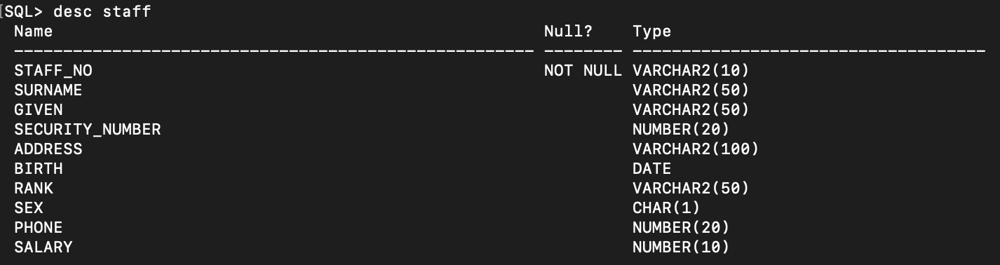 SQL> desc staff
Name Null? Type
----------------------------------------------------- -------- ------------------------------------
STAFF_NO NOT NULL VARCHAR2(10)
SURNAME VARCHAR2(50)
GIVEN VARCHAR2(50)
SECURITY_NUMBER NUMBER(20)
ADDRESS VARCHAR2(100)
BIRTH DATE
RANK VARCHAR2(50)
SEX CHAR(1)
PHONE NUMBER(20)
SALARY NUMBER(10)